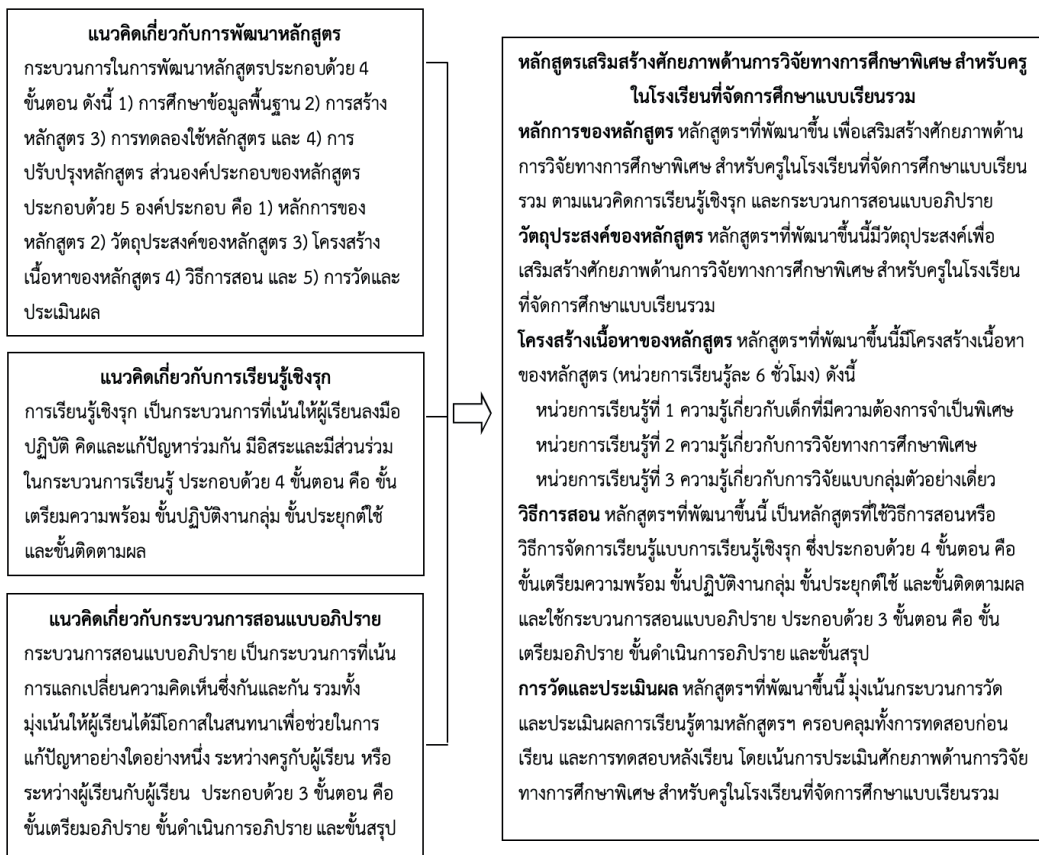 แนวคิดเกี่ยวกับการพัฒนาหลักสูตร
กระบวนการในการพัฒนาหลักสูตรประกอบด้วย 4
ขั้นตอน ดังนี้ 1) การศึกษาข้อมูลพื้นฐาน 2) การสร้าง
หลักสูตร 3) การทดลองใช้หลักสูตร และ 4) การ
ปรับปรุงหลักสูตร ส่วนองค์ประกอบของหลักสูตร
ประกอบด้วย 5 องค์ประกอบ คือ 1) หลักการของ
หลักสูตร 2) วัตถุประสงค์ของหลักสูตร 3) โครงสร้าง
เนื้อหาของหลักสูตร 4) วิธีการสอน และ 5) การวัดและ
ประเมินผล
แนวคิดเกี่ยวกับการเรียนรู้เชิงรุก
การเรียนรู้เชิงรุก เป็นกระบวนการที่เน้นให้ผู้เรียนลงมือ
ปฏิบัติ คิดและแก้ปัญหาร่วมกัน มีอิสระและมีส่วนร่วม
ในกระบวนการเรียนรู้ ประกอบด้วย 4 ขั้นตอน คือ ขั้น
เตรียมความพร้อม ขั้นปฏิบัติงานกลุ่ม ขั้นประยุกต์ใช้
และขั้นติดตามผล
แนวคิดเกี่ยวกับกระบวนการสอนแบบอภิปราย
กระบวนการสอนแบบอภิปราย เป็นกระบวนการที่เน้น
การแลกเปลี่ยนความคิดเห็นซึ่งกันและกัน รวมทั้ง
มุ่งเน้นให้ผู้เรียนได้มีโอกาสในสนทนาเพื่อช่วยในการ
แก้ปัญหาอย่างใดอย่างหนึ่ง ระหว่างครูกับผู้เรียน หรือ
ระหว่างผู้เรียนกับผู้เรียน ประกอบด้วย 3 ขั้นตอน คือ
ขั้นเตรียมอภิปราย ขั้นดำเนินการอภิปราย และขั้นสรุป
หลักสูตรเสริมสร้างศักยภาพด้านการวิจัยทางการศึกษาพิเศษ สำหรับครู
ในโรงเรียนที่จัดการศึกษาแบบเรียนรวม
หลักการของหลักสูตร หลักสูตรฯที่พัฒนาขึ้น เพื่อเสริมสร้างศักยภาพด้าน
การวิจัยทางการศึกษาพิเศษ สำหรับครูในโรงเรียนที่จัดการศึกษาแบบเรียน
รวม ตามแนวคิดการเรียนรู้เชิงรุก และกระบวนการสอนแบบอภิปราย
วัตถุประสงค์ของหลักสูตร หลักสูตรฯที่พัฒนาขึ้นนี้มีวัตถุประสงค์เพื่อ
เสริมสร้างศักยภาพด้านการวิจัยทางการศึกษาพิเศษ สำหรับครูในโรงเรียน
ที่จัดการศึกษาแบบเรียนรวม
โครงสร้างเนื้อหาของหลักสูตร หลักสูตรฯที่พัฒนาขึ้นนี้มีโครงสร้างเนื้อหา
ของหลักสูตร (หน่วยการเรียนรู้ละ 6 ชั่วโมง) ดังนี้
หน่วยการเรียนรู้ที่ 1 ความรู้เกี่ยวกับเด็กที่มีความต้องการจำเป็นพิเศษ
หน่วยการเรียนรู้ที่ 2 ความรู้เกี่ยวกับการวิจัยทางการศึกษาพิเศษ
หน่วยการเรียนรู้ที่ 3 ความรู้เกี่ยวกับการวิจัยแบบกลุ่มตัวอย่างเดี่ยว
วิธีการสอน หลักสูตรฯที่พัฒนาขึ้นนี้ เป็นหลักสูตรที่ใช้วิธีการสอนหรือ
วิธีการจัดการเรียนรู้แบบการเรียนรู้เชิงรุก ซึ่งประกอบด้วย 4 ขั้นตอน คือ
ขั้นเตรียมความพร้อม ขั้นปฏิบัติงานกลุ่ม ขั้นประยุกต์ใช้ และขั้นติดตามผล
และใช้กระบวนการสอนแบบอภิปราย ประกอบด้วย 3 ขั้นตอน คือ ขั้น
เตรียมอภิปราย ขั้นดำเนินการอภิปราย และขั้นสรุป
การวัดและประเมินผล หลักสูตรฯที่พัฒนาขึ้นนี้ มุ่งเน้นกระบวนการวัด
และประเมินผลการเรียนรู้ตามหลักสูตรฯ ครอบคลุมทั้งการทดสอบก่อน
เรียน และการทดสอบหลังเรียน โดยเน้นการประเมินศักยภาพด้านการวิจัย
ทางการศึกษาพิเศษ สำหรับครูในโรงเรียนที่จัดการศึกษาแบบเรียนรวม